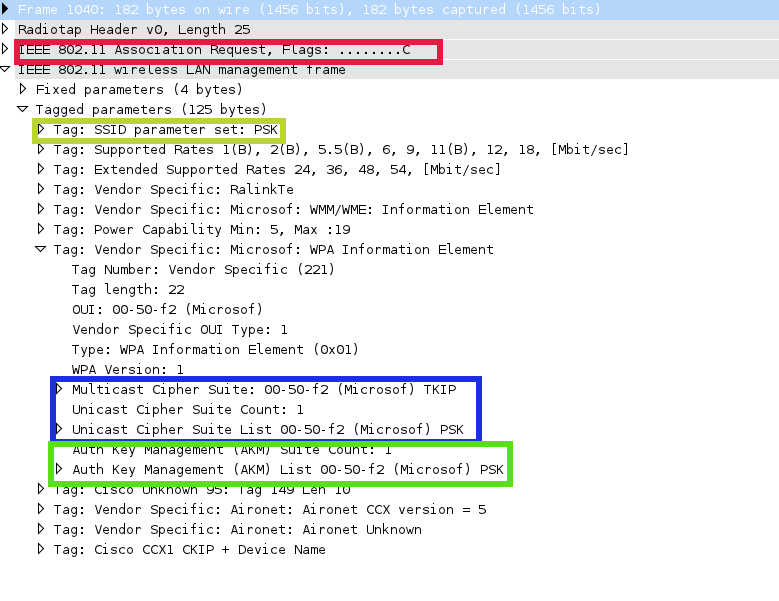 Frame 1040: 182 bytes on wire (1456 bits), 182 bytes captured (1456 bits)
Radiotap Header v0, Length 25
IEEE 802.11 Association Request, Flags: ........C
IEEE 802.11 wireless LAN management frame
Fixed parameters (4 bytes)
Tagged parameters (125 bytes)
Tag: SSID parameter set: PSK
Tag: Supported Rates 1(B), 2(B), 5.5(B), 6, 9, 11(B), 12, 18, [Mbit/sec]
Tag: Extended Supported Rates 24, 36, 48, 54, [Mbit/sec]
Tag: Vendor Specific: RalinkTe
Tag: Vendor Specific: Microsof: WMM/WME: Information Element
Tag: Power Capability Min: 5, Max :19
Tag: Vendor Specific: Microsof: WPA Information Element
Tag Number: Vendor Specific (221)
Tag length: 22
OUI: 00-50-f2 (Microsof)
Vendor Specific OUI Type: 1
Type: WPA Information Element (0x01)
WPA Version: 1
Multicast Cipher Suite: 00-50-f2 (Microsof) TKIP
Unicast Cipher Suite Count: 1
Unicast Cipher Suite List 00-50-f2 (Microsof) PSK
Auth Key Management (AKM) Suite Count: 1
Auth Key Management (AKM) List 00-50-f2 (Microsof) PSK
Tag: Cisco Unknown 95: Tag 149 Len 10
Tag: Vendor Specific: Aironet: Aironet CCX version = 5
Tag: Vendor Specific: Aironet: Aironet Unknown
Tag: Cisco CCX1 CKIP + Device Name